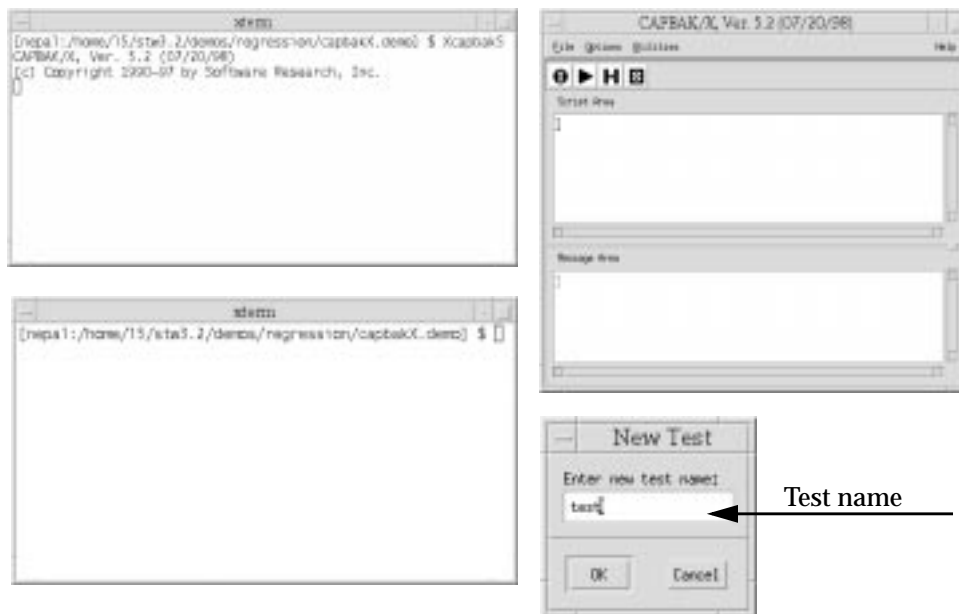 xterm
[nepal:/home/15/stw3.2/demos/regression/capbakX.demo] $ Xcapbak5
CAPBAK/X, Ver. 5.2 (07/20/98)
[c] Copyright 1990-97 by Software Research, Inc.
CAPBAK/X, Ver. 5.2 (07/20/98)
File Options Utilities Help
Script Area
Message Area
xterm
[nepal:/home/15/stw3.2/demos/regression/capbakX.demo] $
New Test
Enter new test name:
test
OK Cancel
Test name